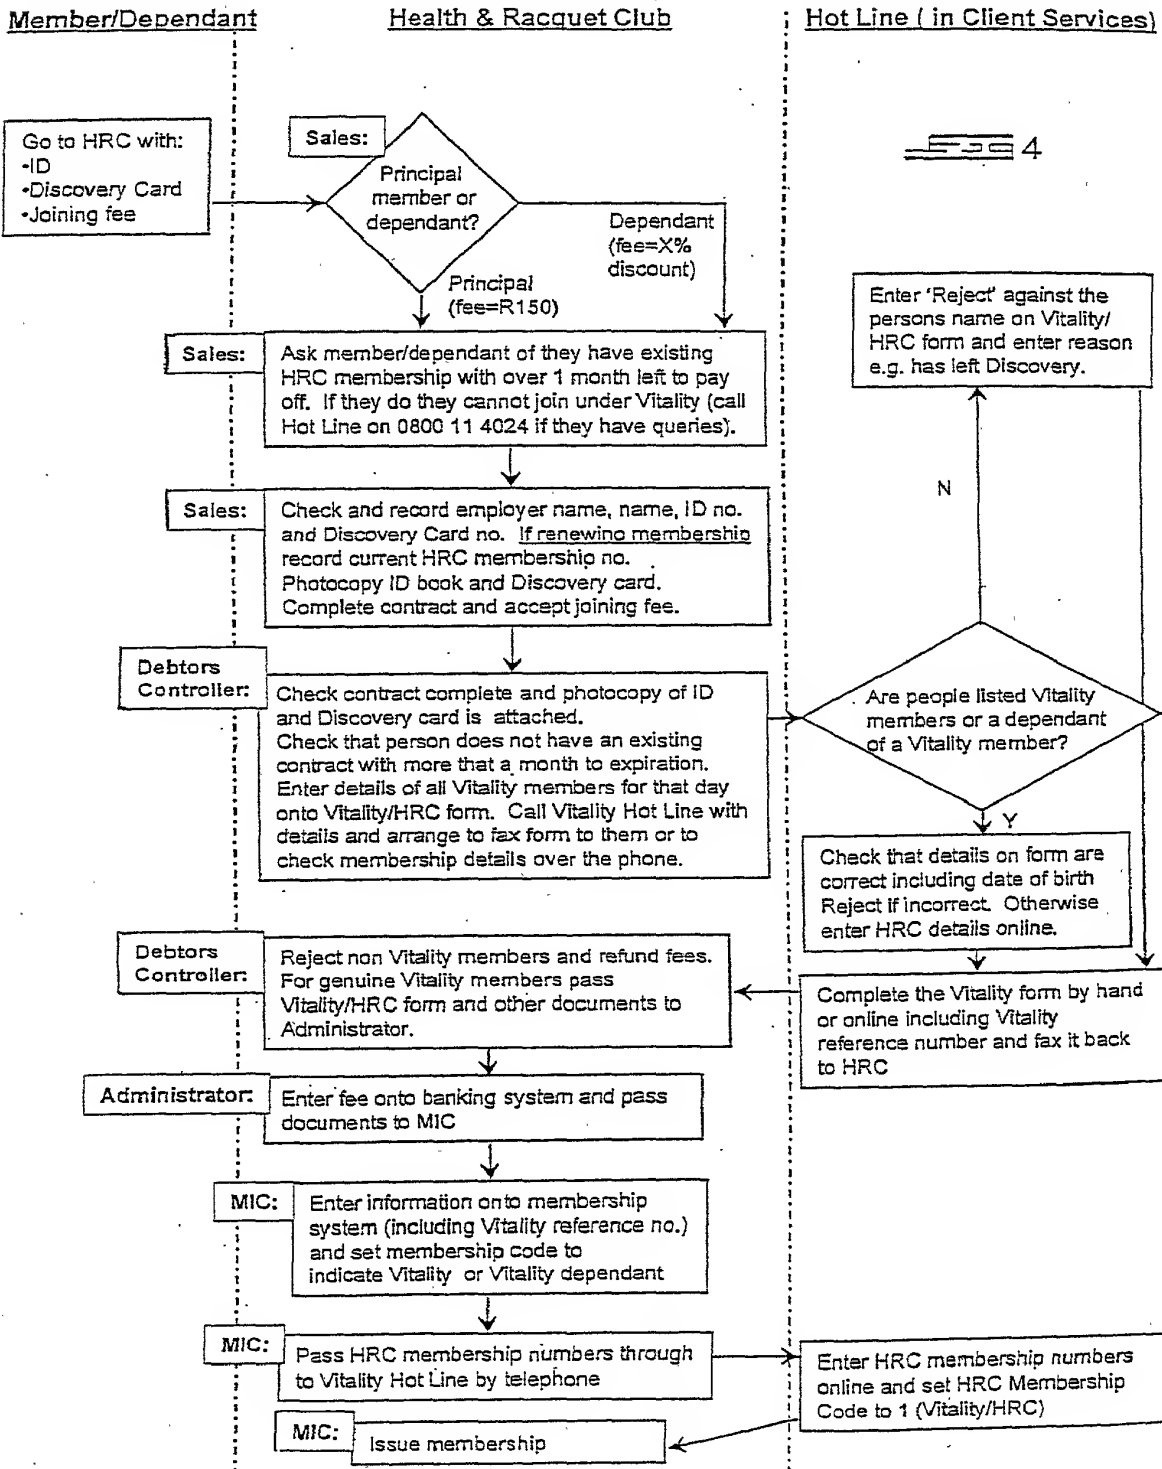 Member/Dependant
Health & Racquet Club
Hot Line ( in Client Services)
Go to HRC with:
•ID
•Discovery Card
•Joining fee
Sales:
Principal
member or
dependant?
Dependant
(fee=X%
discount)
Principal
(fee=R150)
4
Sales:
Ask member/dependant of they have existing
HRC membership with over 1 month left to pay
off. If they do they cannot join under Vitality (call
Hot Line on 0800 11 4024 if they have queries).
Enter 'Reject' against the
persons name on Vitality/
HRC form and enter reason
e.g. has left Discovery.
N
Sales:
Check and record employer name, name, ID no.
and Discovery Card no. If renewing membership
record current HRC membership no.
Photocopy ID book and Discovery card.
Complete contract and accept joining fee.
Debtors
Controller:
Check contract complete and photocopy of ID
and Discovery card is attached.
Check that person does not have an existing
contract with more that a month to expiration.
Enter details of all Vitality members for that day
onto Vitality/HRC form. Call Vitality Hot Line with
details and arrange to fax form to them or to
check membership details over the phone.
Are people listed Vitality
members or a dependant
of a Vitality member?
Y
Check that details on form are
correct including date of birth
Reject if incorrect. Otherwise
enter HRC details online.
Debtors
Controller:
Reject non Vitality members and refund fees.
For genuine Vitality members pass
Vitality/HRC form and other documents to
Administrator.
Complete the Vitality form by hand
or online including Vitality
reference number and fax it back
to HRC
Administrator:
Enter fee onto banking system and pass
documents to MIC
MIC:
Enter information onto membership
system (including Vitality reference no.)
and set membership code to
indicate Vitality or Vitality dependant
MIC:
Pass HRC membership numbers through
to Vitality Hot Line by telephone
Enter HRC membership numbers
online and set HRC Membership
Code to 1 (Vitality/HRC)
MIC:
Issue membership